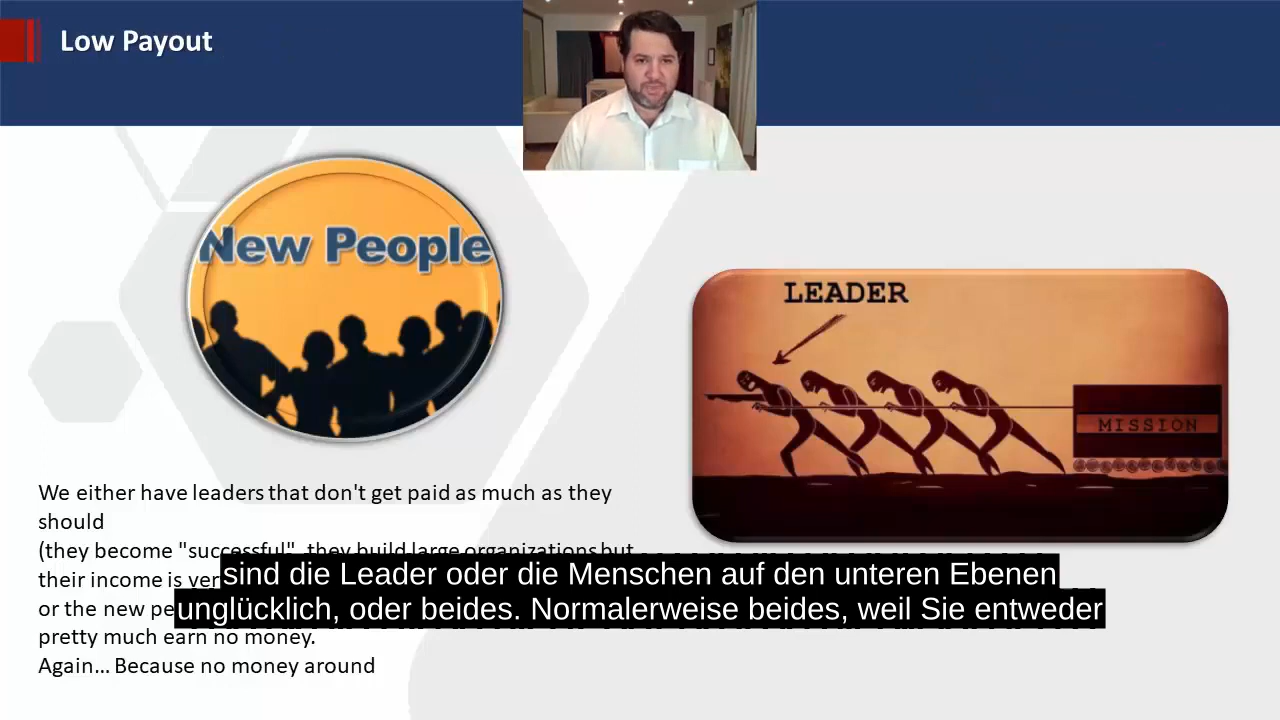 Low Payout
New People
LEADER
MISSION
We either have leaders that don't get paid as much as they
should
(they become "successful", they build large organizations but
their income is
or the new
pretty much earn no money.
Again... Because no money around
sind die Leader oder die Menschen auf den unteren Ebenen
unglücklich, oder beides. Normalerweise beides, weil Sie entweder